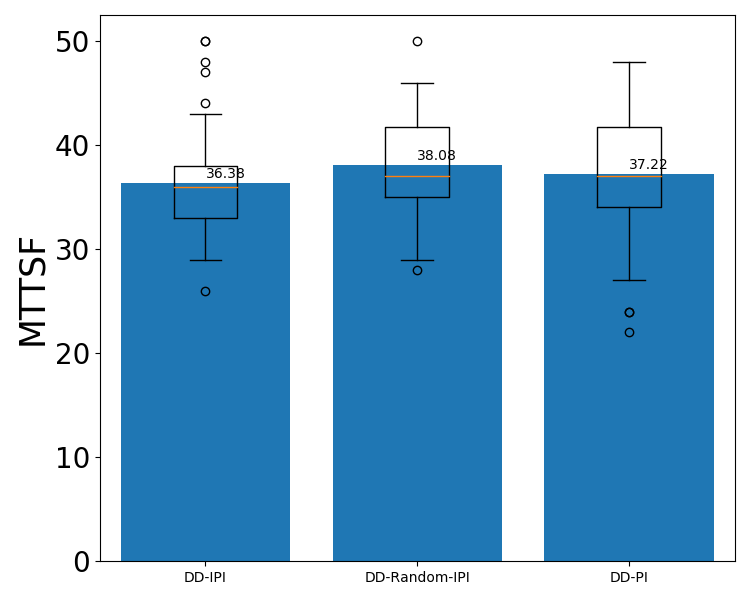 MTTSF
50
40
30
20
10
0
36.38
38.08
37.22
DD-IPI
DD-Random-IPI
DD-PI